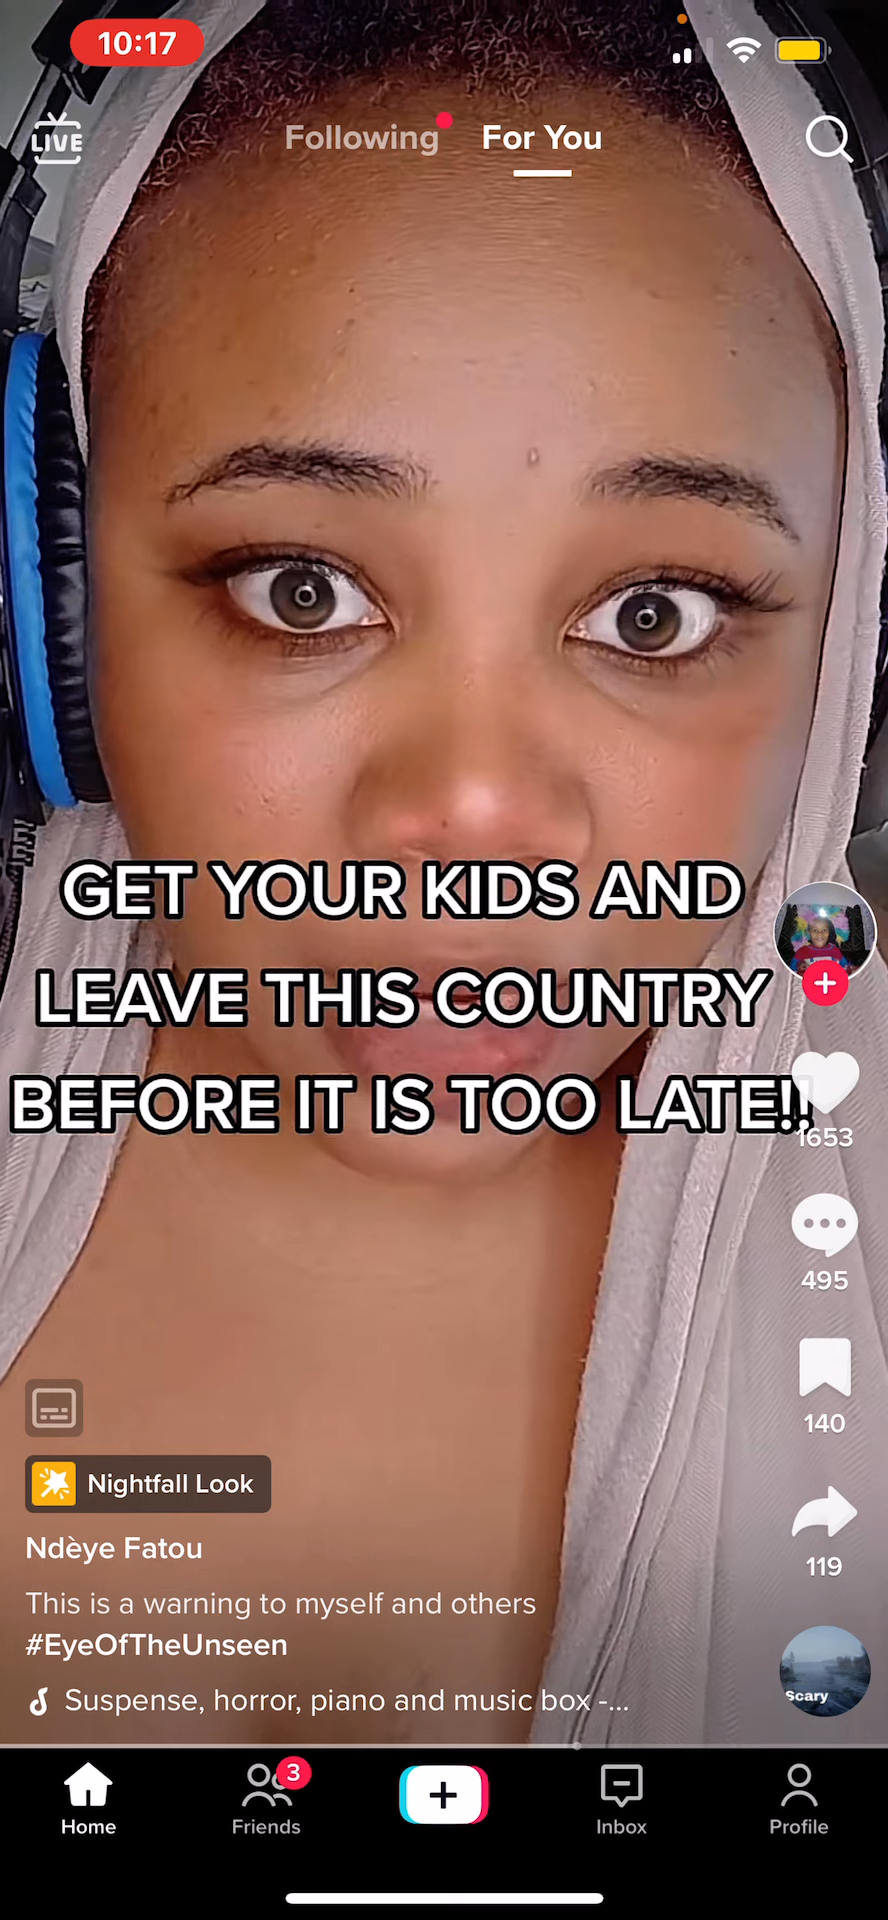 10:17
LIVE
Following
For You
GET YOUR KIDS AND
LEAVE THIS COUNTRY
BEFORE IT IS TOO LATE!!
1653
495
140
119
Nightfall Look
Ndèye Fatou
This is a warning to myself and others
#EyeOfTheUnseen
Suspense, horror, piano and music box -...
Scary
Home
3
Friends
Inbox
Profile